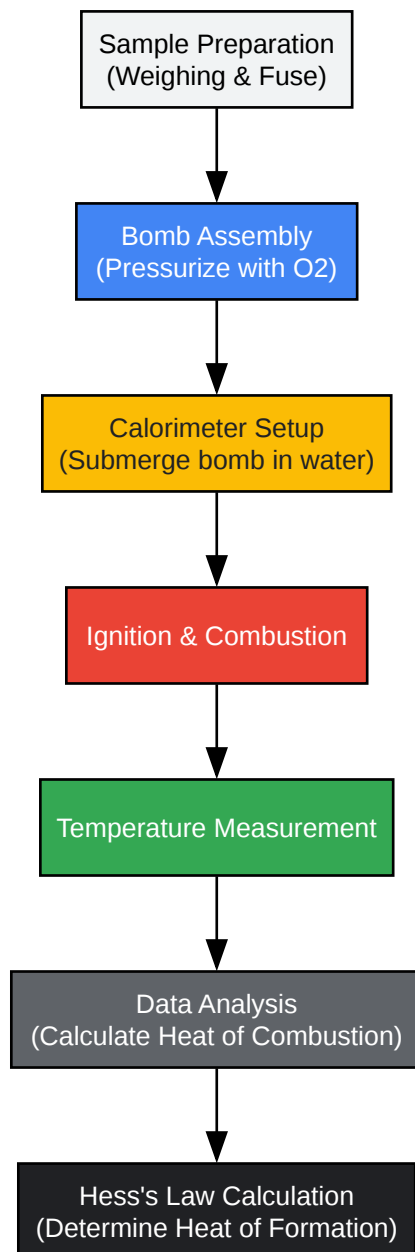 Sample Preparation
(Weighing & Fuse)
Bomb Assembly
(Pressurize with O2)
Calorimeter Setup
(Submerge bomb in water)
Ignition & Combustion
Temperature Measurement
Data Analysis
(Calculate Heat of Combustion)
Hess's Law Calculation
(Determine Heat of Formation)